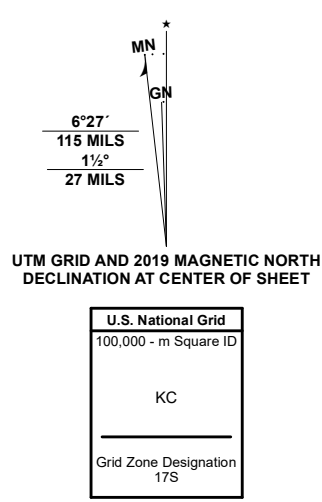 MN
GN
6°27´
115 MILS
1½°
27 MILS
UTM GRID AND 2019 MAGNETIC NORTH
DECLINATION AT CENTER OF SHEET
U.S. National Grid
100,000 - m Square ID
KC
Grid Zone Designation
17S